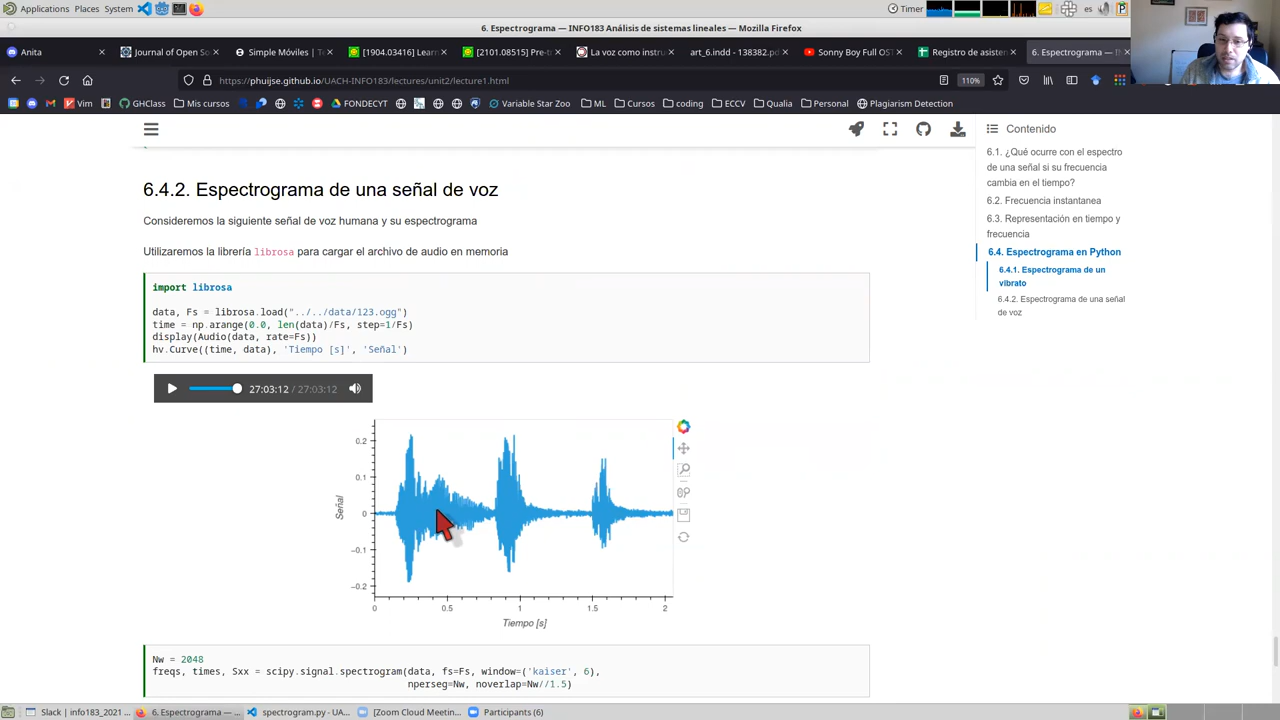 Applications Places System
Timer
es
Espectrograma — INFO183 Análisis de sistemas lineales — Mozilla Firefox
Anita
Journal of Open So
Simple Móviles | T
[1904.03416] Learn
[2101.08515] Re-
La voz como instru
art_6.indd - 138382.pd
Sonny Boy Full OST
Registro de asisten
6. Espectrograma — I
https://phuijse.github.io/UACH-INFO183/lectures/unit2/lecture1.html
110%
Vim
GHClass
Mis cursos
FONDECYT
Variable Star Zoo
ML
Cursos
coding
ECCV
Qualia
Personal
Plagiarism Detection
Contenido
6.1. ¿Qué ocurre con el espectro
de una señal si su frecuencia
cambia en el tiempo?
6.2. Frecuencia instantanea
6.3. Representación en tiempo y
frecuencia
6.4. Espectrograma en Python
6.4.1. Espectrograma de un
vibrato
6.4.2. Espectrograma de una señal
de voz
6.4.2. Espectrograma de una señal de voz
Consideremos la siguiente señal de voz humana y su espectrograma
Utilizaremos la librería librosa para cargar el archivo de audio en memoria
import librosa
data, Fs = librosa.load("../../data/123.ogg")
time = np.arange(0.0, len(data)/Fs, step=1/Fs)
display(Audio(data, rate=Fs))
hv.Curve((time, data), 'Tiempo [s]', 'Señal')
27:03:12 / 27:03:12
0.2
0.1
0
−0.1
−0.2
Señal
0 0.5 1 1.5 2
Tiempo [s]
Nw = 2048
freqs, times, Sxx = scipy.signal.spectrogram(data, fs=Fs, window=('kaiser', 6),
nperseg=Nw, noverlap=Nw//1.5)
Slack | info183_2021 ...
6. Espectrograma — ...
spectrogram.py - UA...
[Zoom Cloud Meetin...
Participants (6)